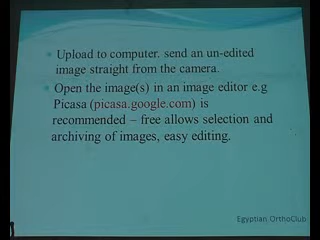 Upload to computer. send an un-edited
image straight from the camera.
Open the image(s) in an image editor e.g
Picasa (picasa.google.com) is
recommended – free allows selection and
archiving of images, easy editing.
Egyptian OrthoClub